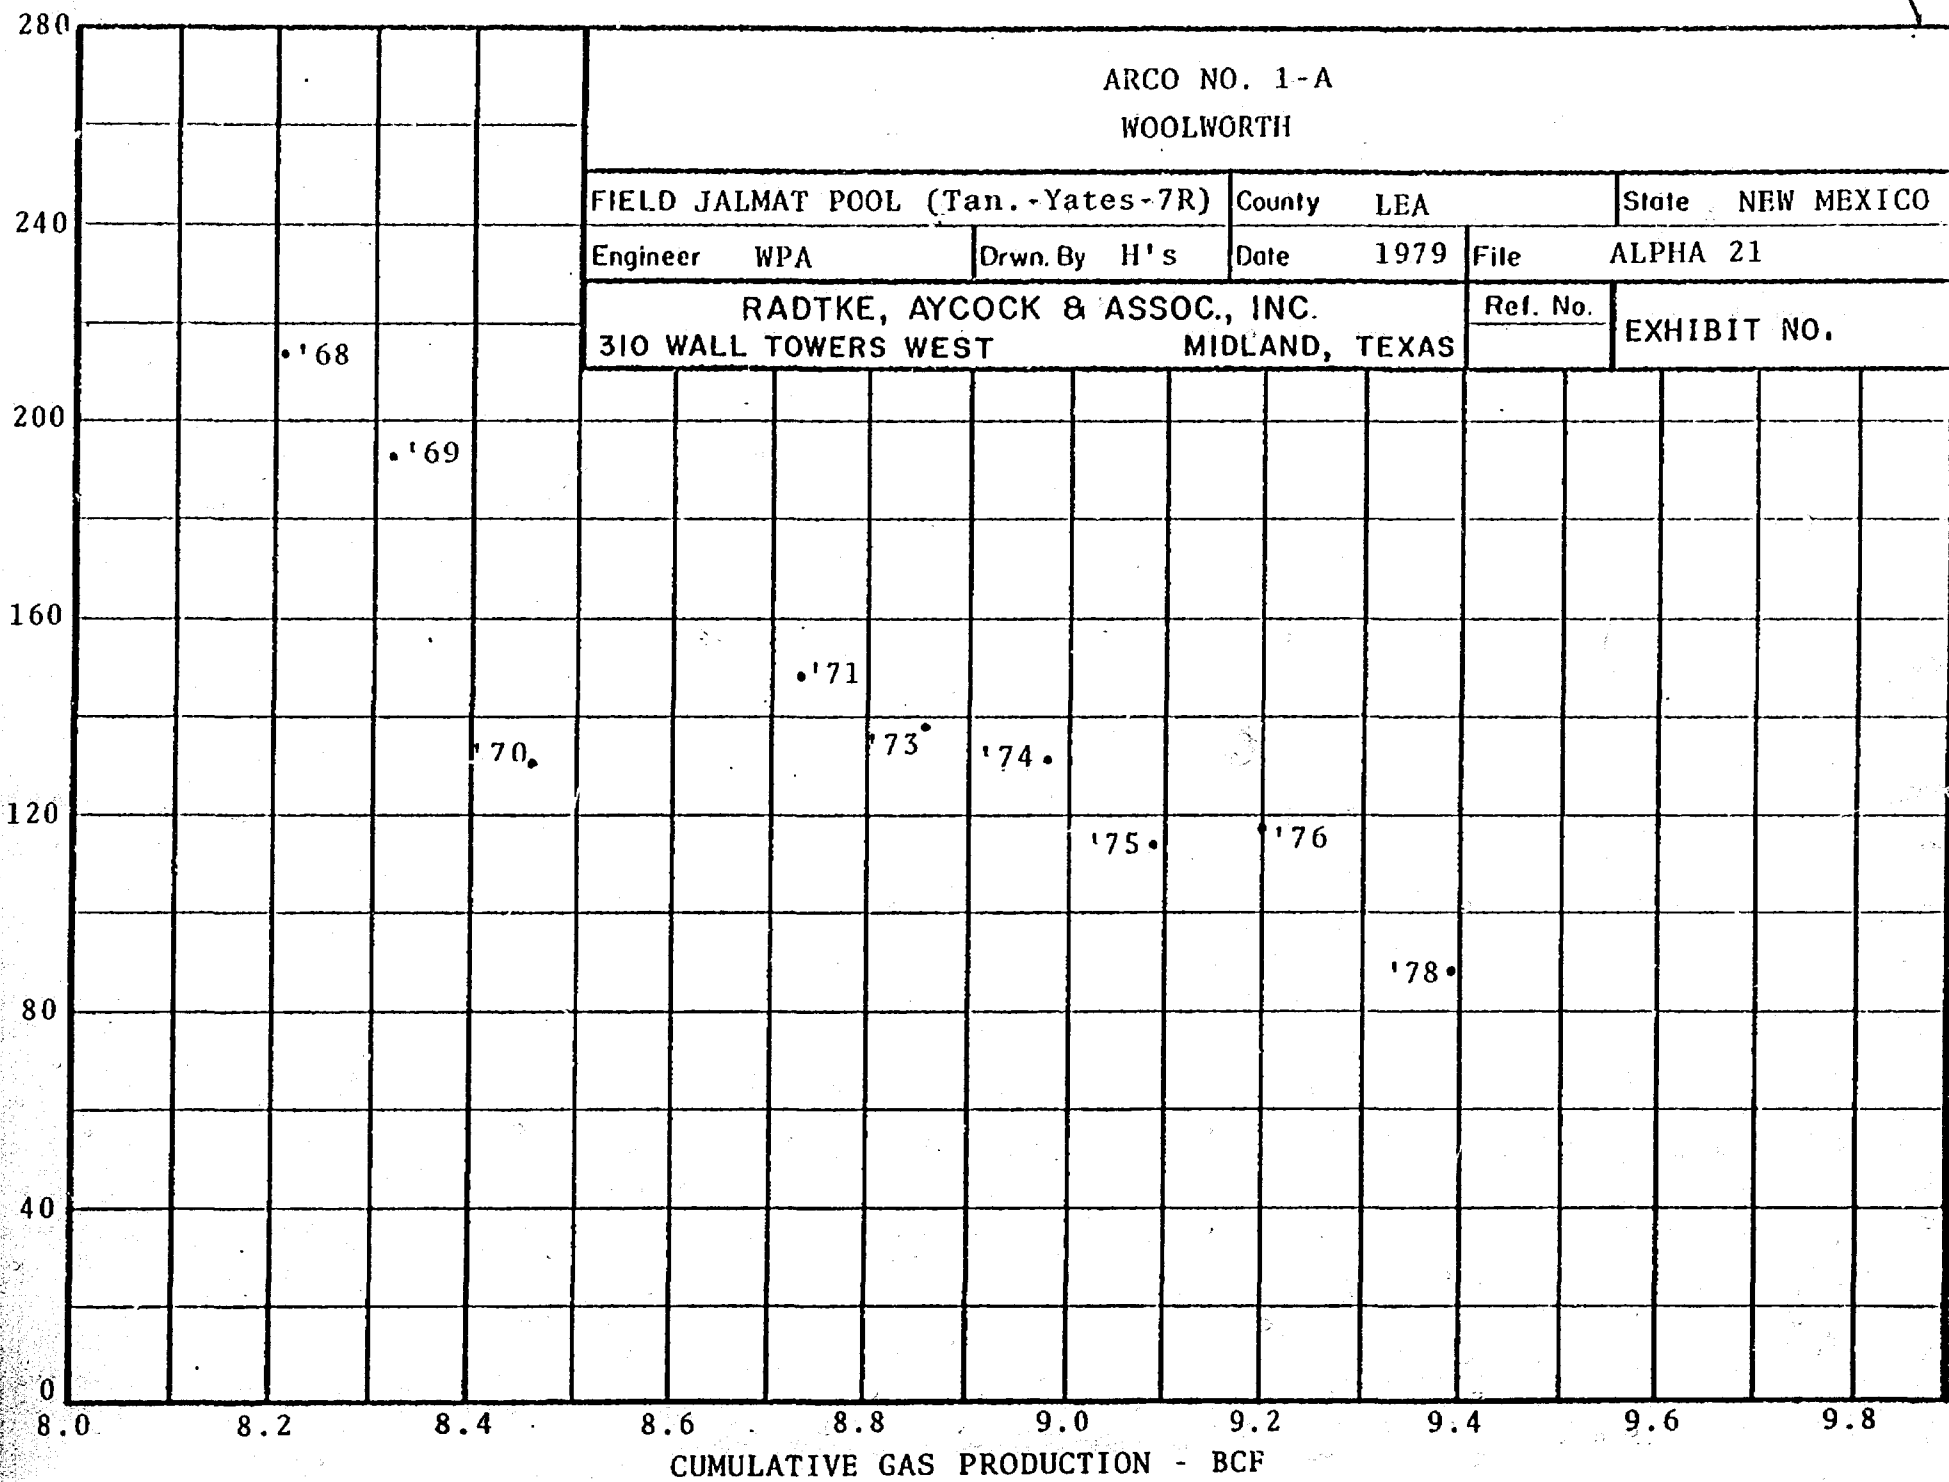 280
ARCO NO. 1-A
WOOLWORTH
FIELD JALMAT POOL (Tan.-Yates-7R) County LEA State NEW MEXICO
240
Engineer WPA Drwn. By H's Date 1979 File ALPHA 21
RADTKE, AYCOCK & ASSOC., INC. Ref. No. EXHIBIT NO.
310 WALL TOWERS WEST MIDLAND, TEXAS
'68
200
'69
160
'71
'70 '73 '74
120
'75 '76
'78
80
40
0
8.0 8.2 8.4 8.6 8.8 9.0 9.2 9.4 9.6 9.8
CUMULATIVE GAS PRODUCTION - BCF